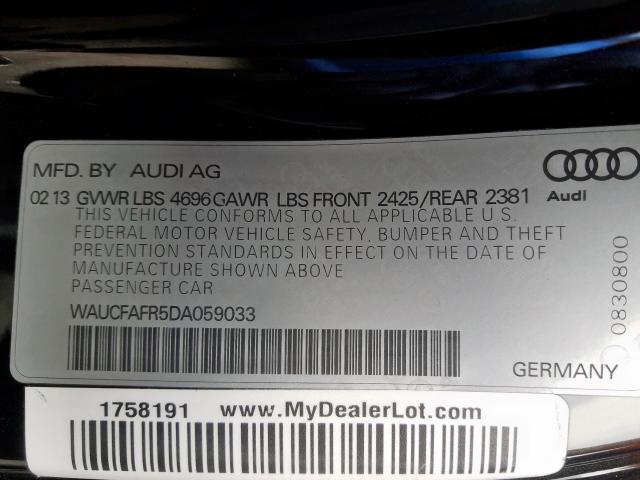 MFD. BY AUDI AG
02 13 GVWR LBS 4696 GAWR LBS FRONT 2425/REAR 2381
THIS VEHICLE CONFORMS TO ALL APPLICABLE U.S.
FEDERAL MOTOR VEHICLE SAFETY, BUMPER AND THEFT
PREVENTION STANDARDS IN EFFECT ON THE DATE OF
MANUFACTURE SHOWN ABOVE.
PASSENGER CAR
WAUCFAFR5DA059033
Audi
0830800
GERMANY
1758191 www.MyDealerLot.com